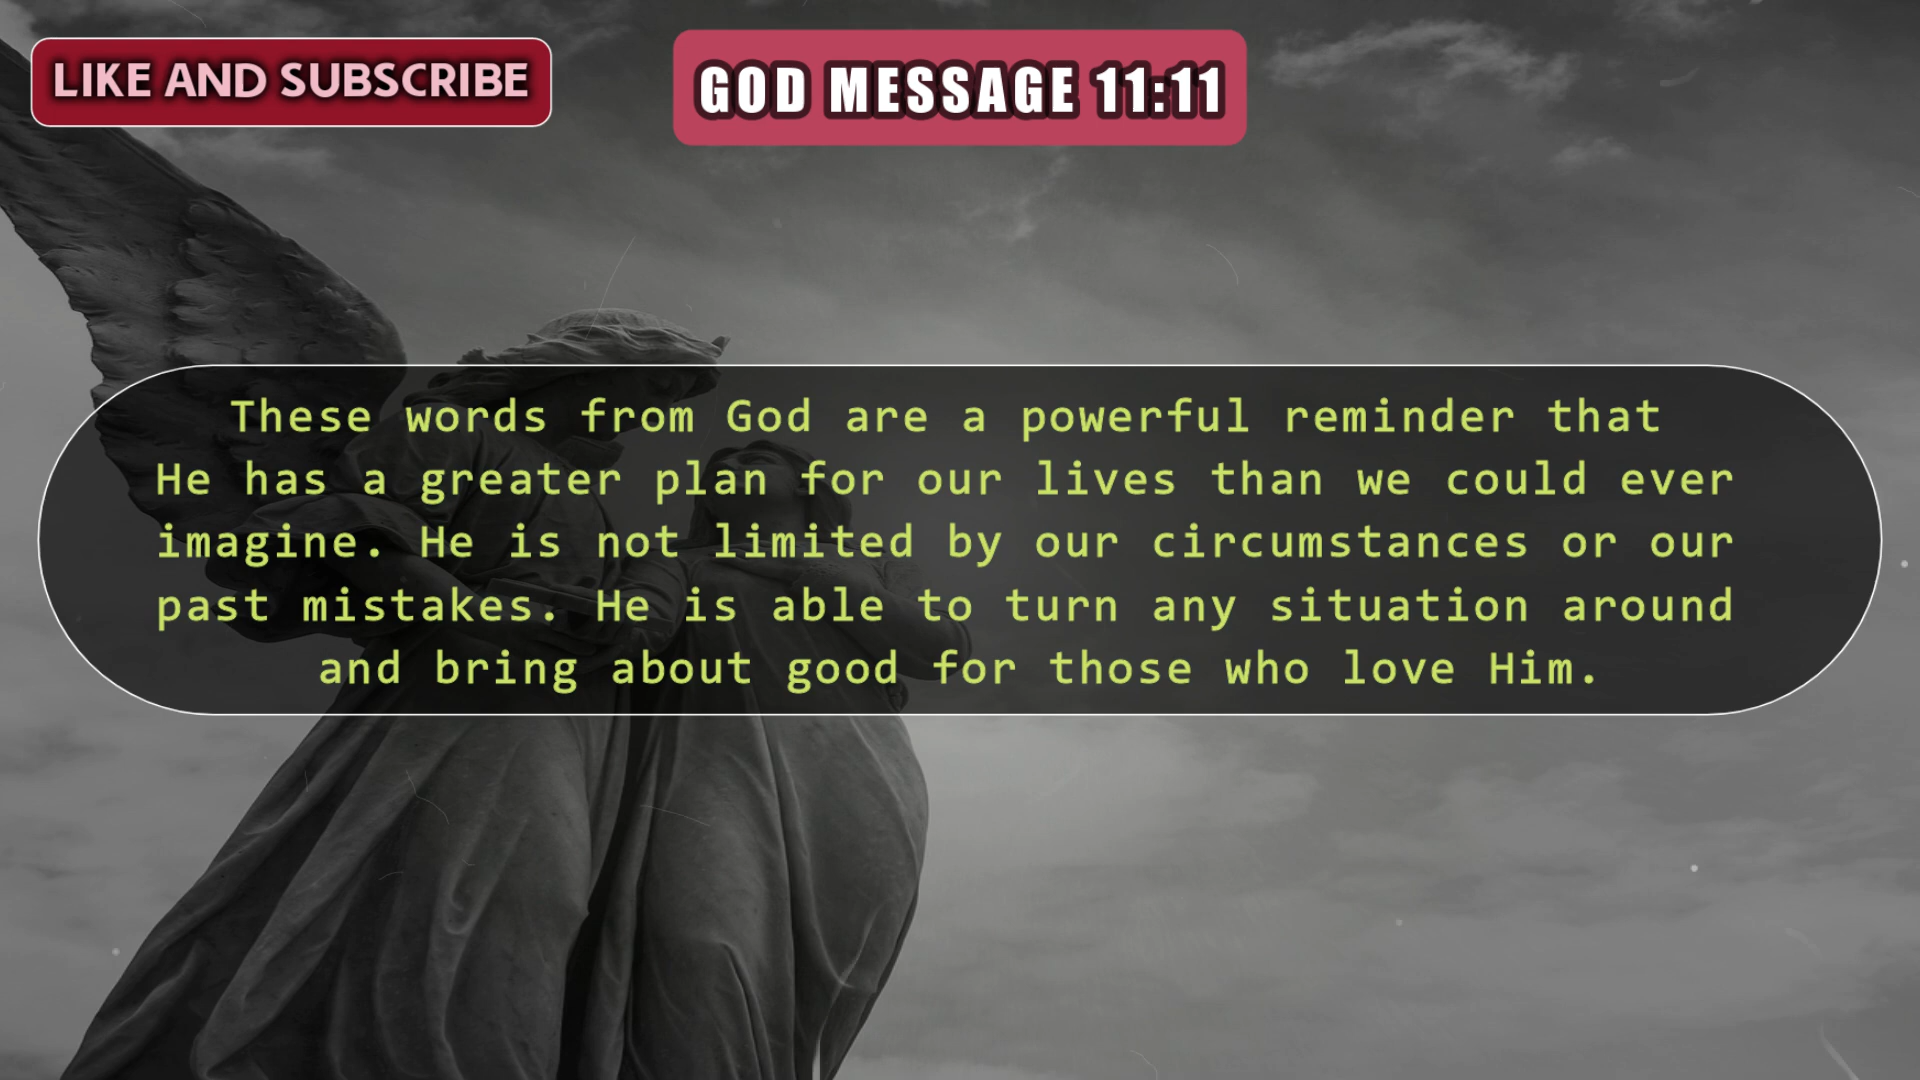 LIKE AND SUBSCRIBE
GOD MESSAGE 11:11
These words from God are a powerful reminder that
He has a greater plan for our lives than we could ever
imagine. He is not limited by our circumstances or our
past mistakes. He is able to turn any situation around
and bring about good for those who love Him.